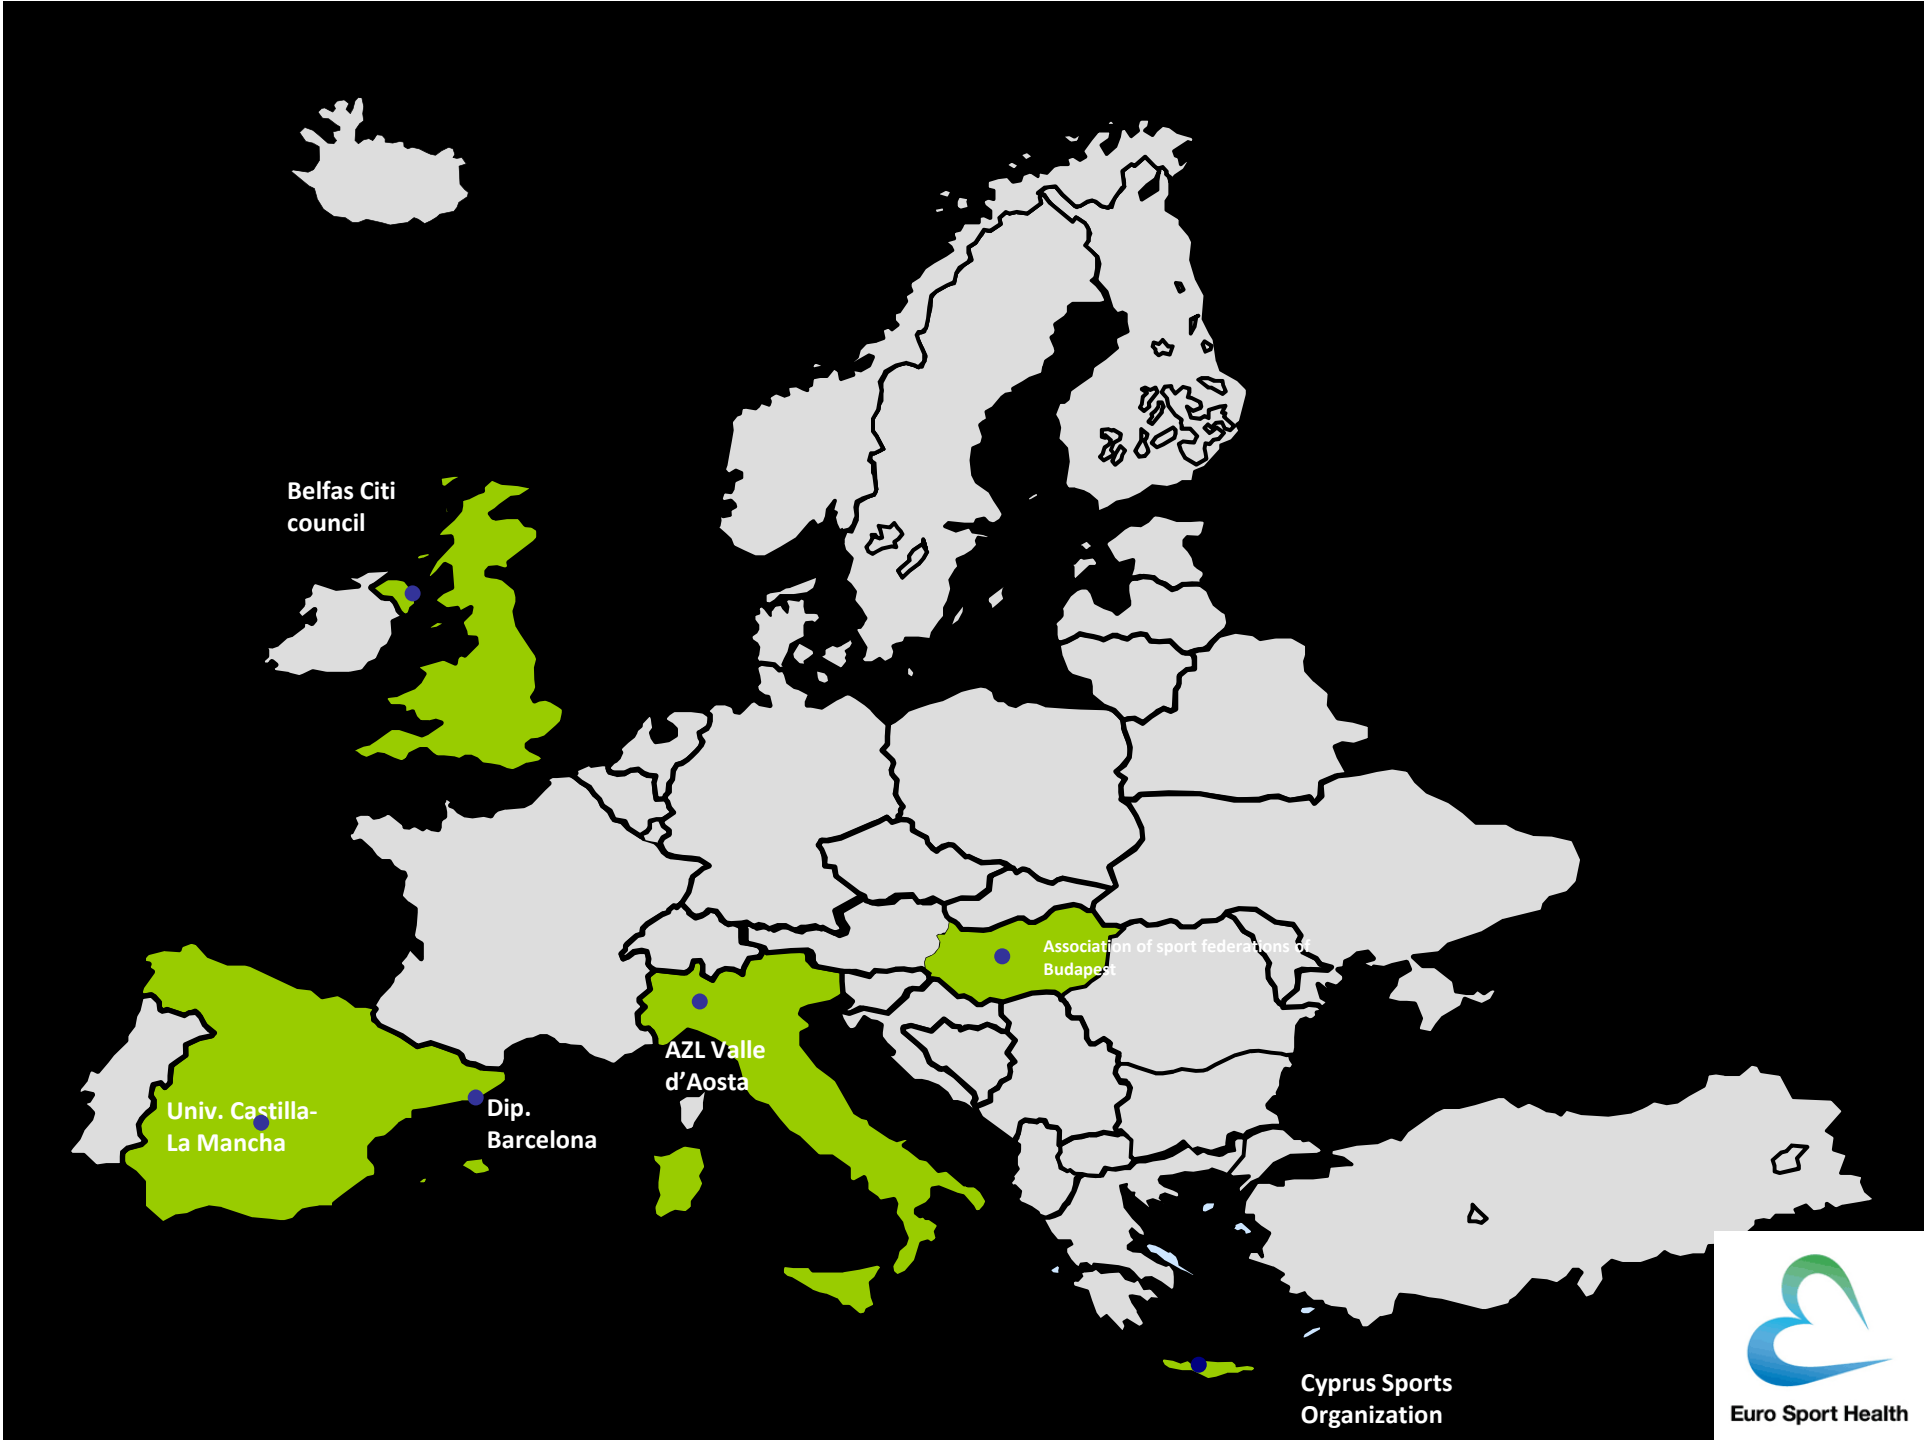 Belfas Citi
council
Association of sport federations of
Budapest
AZL Valle
d’Aosta
Univ. Castilla-
La Mancha
Dip.
Barcelona
Cyprus Sports
Organization
Euro Sport Health